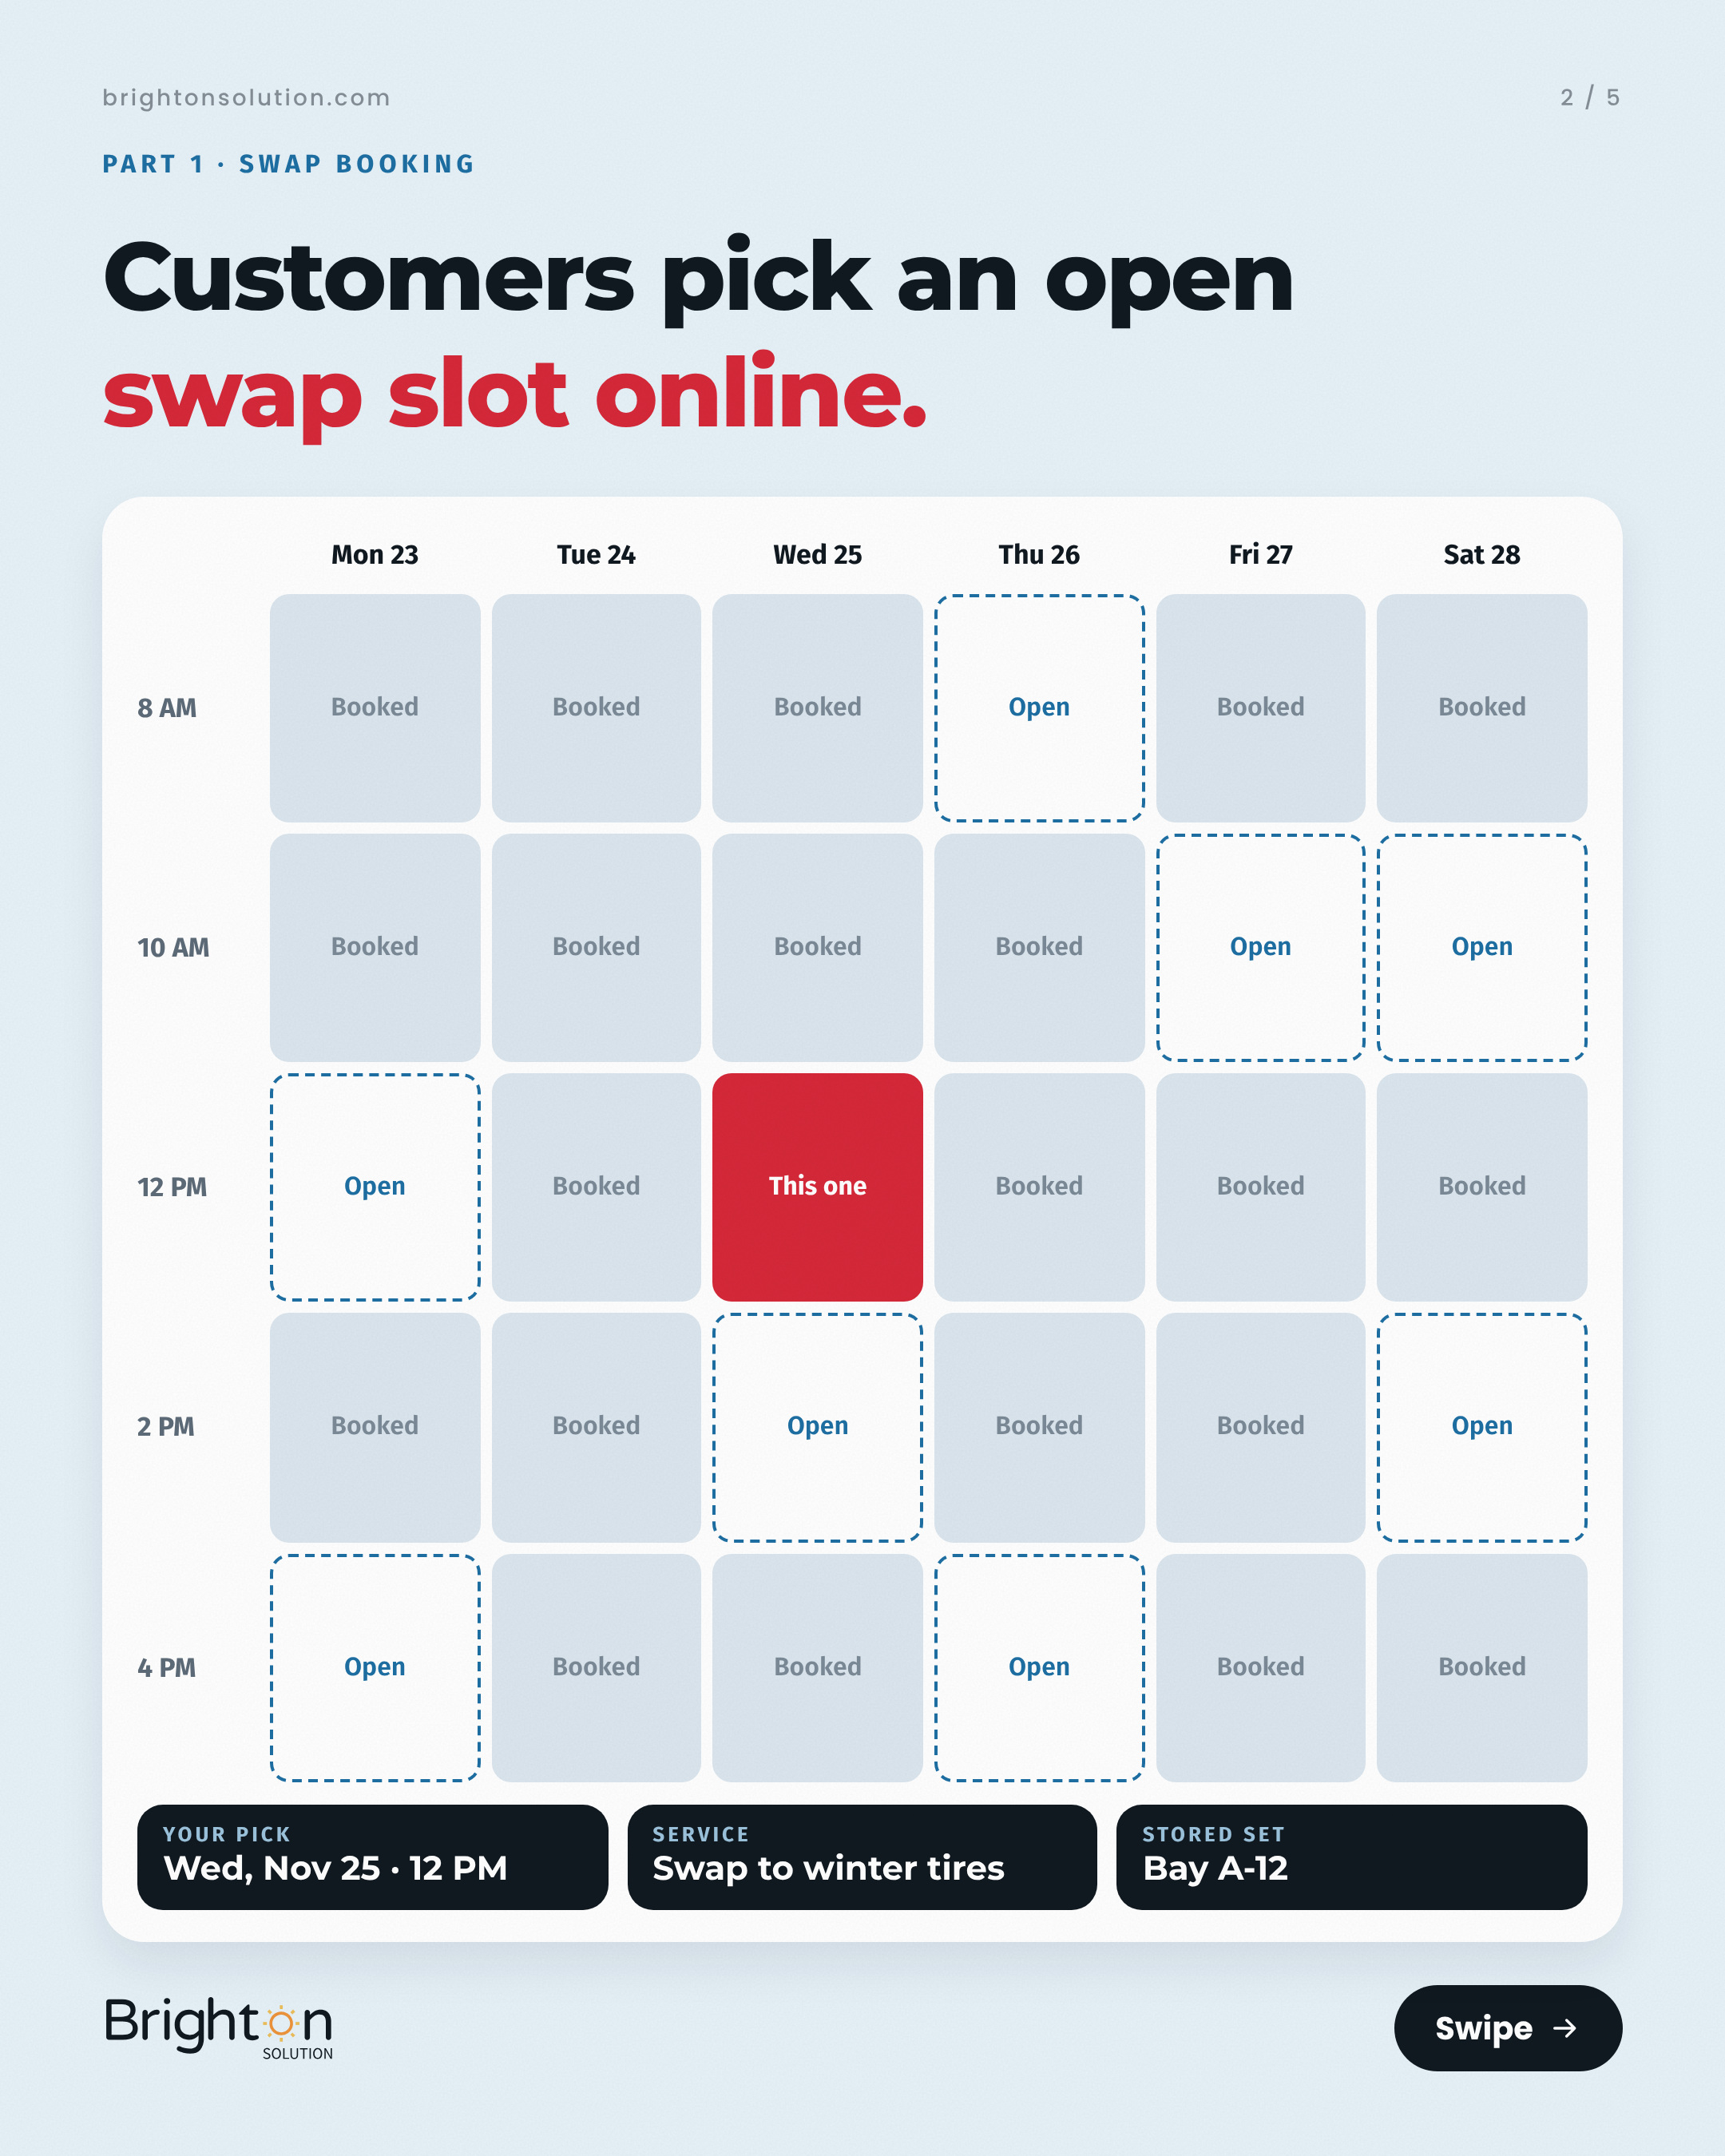 brightonsolution.com
2 / 5
PART 1 · SWAP BOOKING
Customers pick an open
swap slot online.
Mon 23 Tue 24 Wed 25 Thu 26 Fri 27 Sat 28
8 AM Booked Booked Booked Open Booked Booked
10 AM Booked Booked Booked Booked Open Open
12 PM Open Booked This one Booked Booked Booked
2 PM Booked Booked Open Booked Booked Open
4 PM Open Booked Booked Open Booked Booked
YOUR PICK
Wed, Nov 25 · 12 PM
SERVICE
Swap to winter tires
STORED SET
Bay A-12
Brighton
SOLUTION
Swipe →